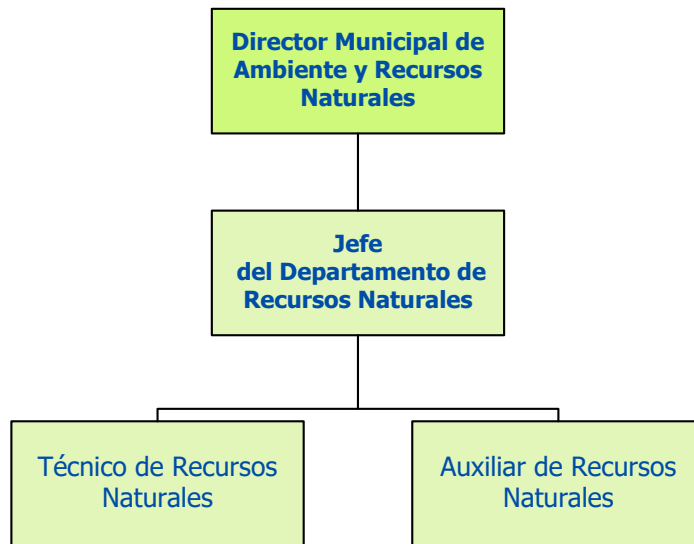 Director Municipal de
Ambiente y Recursos
Naturales
Jefe
del Departamento de
Recursos Naturales
Técnico de Recursos
Naturales
Auxiliar de Recursos
Naturales